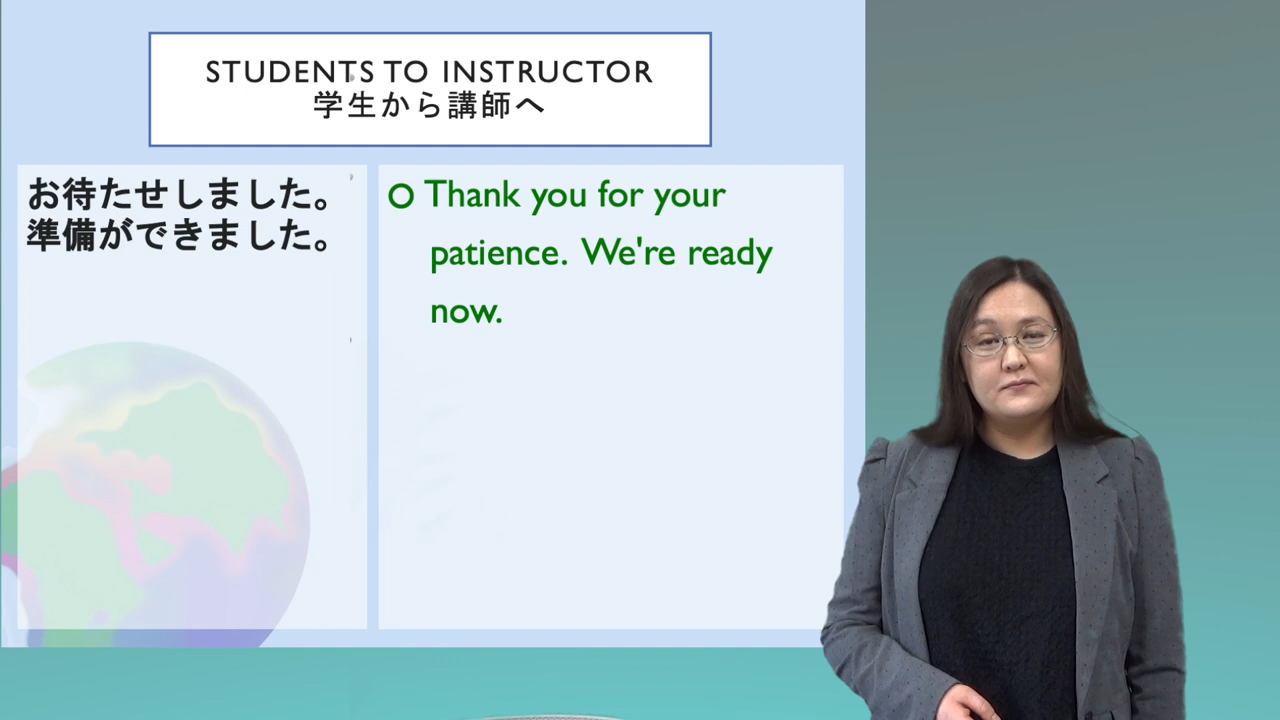 STUDENTS TO INSTRUCTOR
学生から講師へ
お待たせしました。
準備ができました。
Thank you for your
patience. We're ready
now.